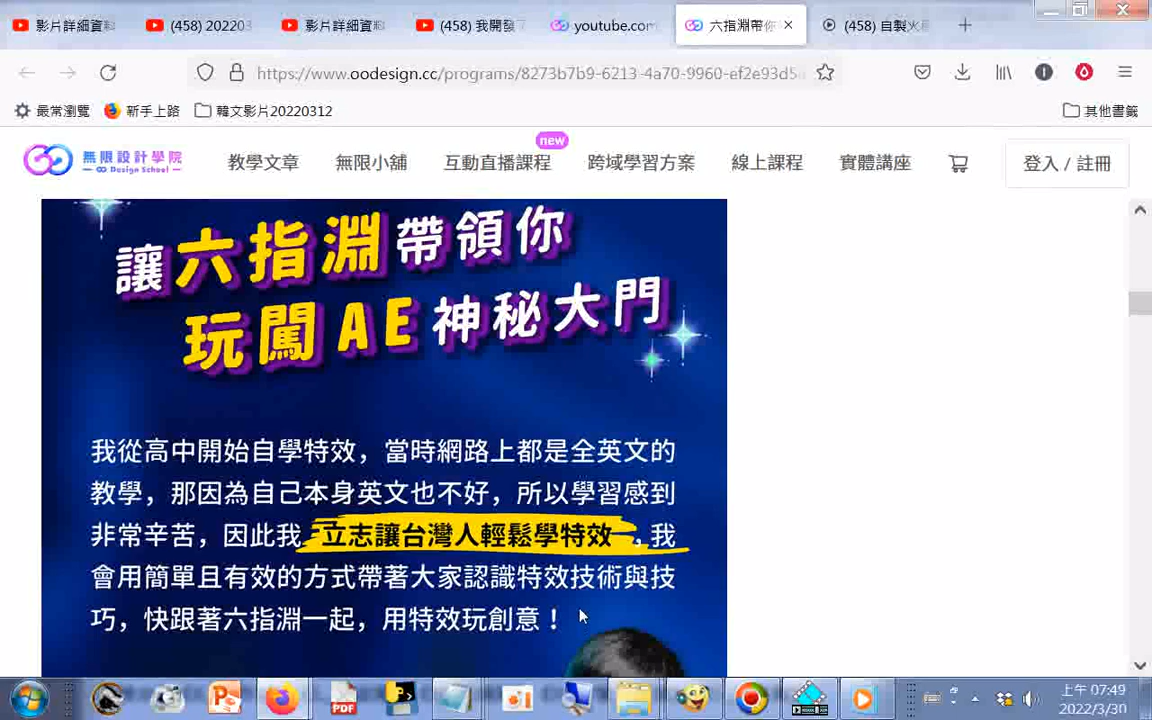 影片詳細資料
(458) 202203
影片詳細資料
(458) 我開發了
youtube.com
六指淵帶你
(458) 自製火
https://www.oodesign.cc/programs/8273b7b9-6213-4a70-9960-ef2e93d5a
最常瀏覽
新手上路
韓文影片20220312
其他書籤
無限設計學院
Design School
教學文章
無限小舖
互動直播課程
new
跨域學習方案
線上課程
實體講座
登入 / 註冊
讓六指淵帶領你
玩闖AE神秘大門
我從高中開始自學特效，當時網路上都是全英文的
教學，那因為自己本身英文也不好，所以學習感到
非常辛苦，因此我立志讓台灣人輕鬆學特效，我
會用簡單且有效的方式帶著大家認識特效技術與技
巧，快跟著六指淵一起，用特效玩創意！
PDF
上午 07:49
2022/3/30